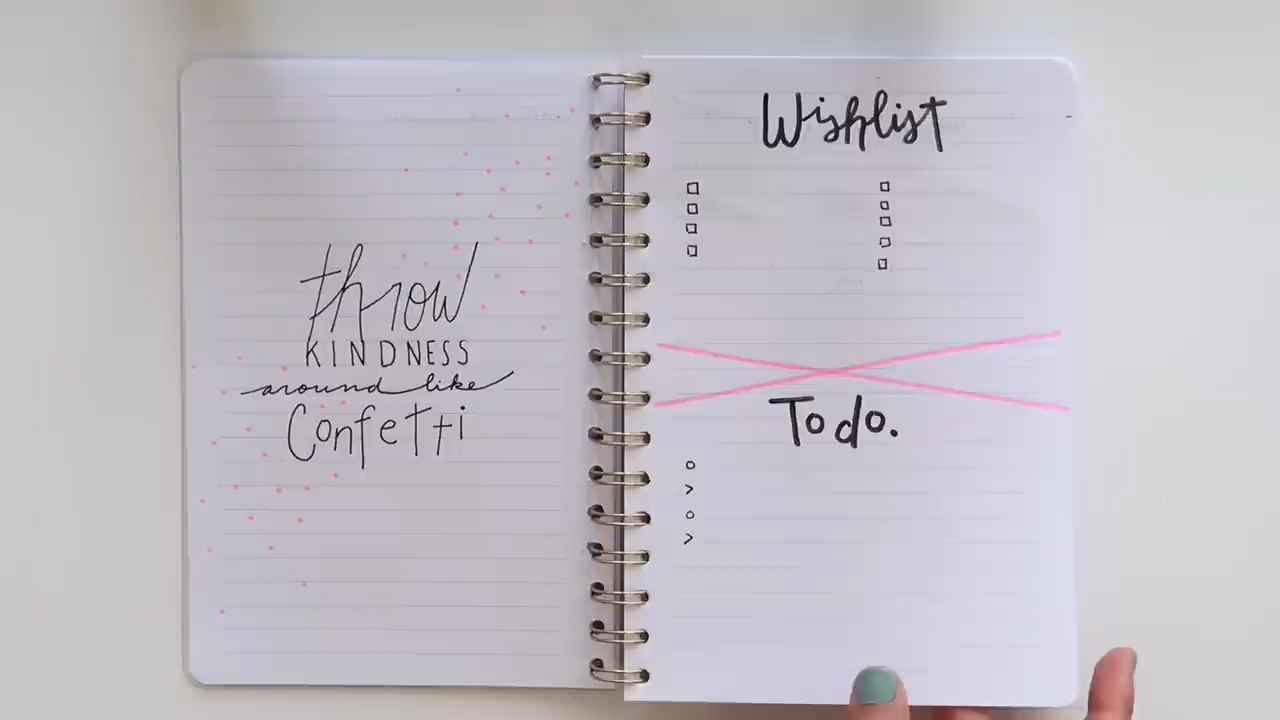 throw
KINDNESS
around like
Confetti
Wishlist
To do.